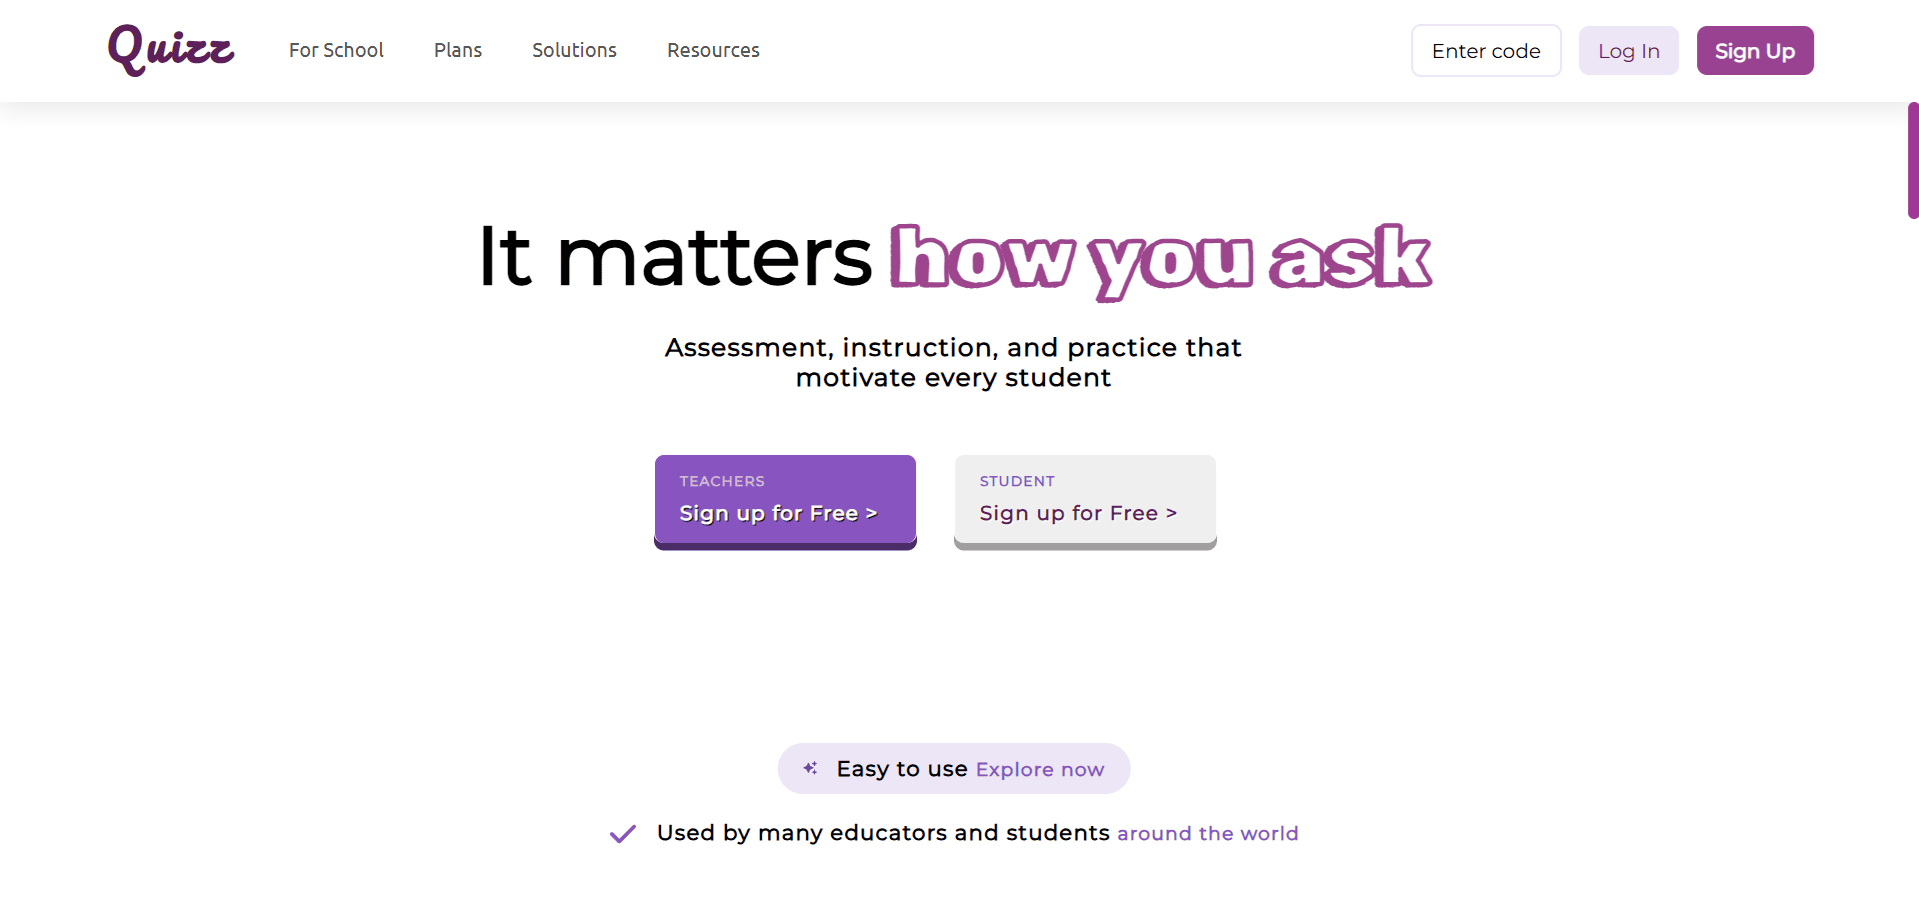 Quizz For School Plans Solutions Resources Enter code Log In Sign Up
It matters how you ask
Assessment, instruction, and practice that
motivate every student
TEACHERS
Sign up for Free >
STUDENT
Sign up for Free >
Easy to use Explore now
Used by many educators and students around the world